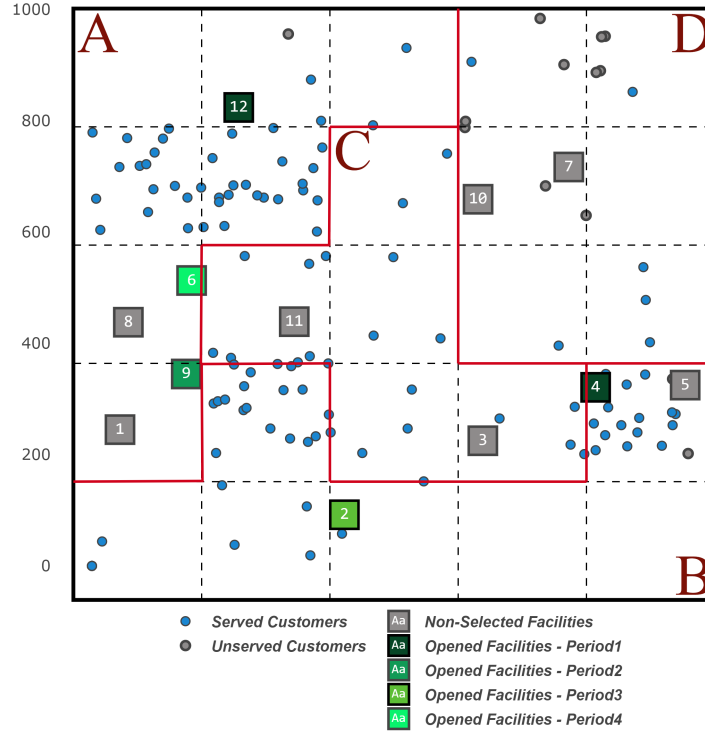 1000
A
D
12
800
C
7
10
600
6
8
11
400
9
4
5
1
3
200
2
0
B
Served Customers
Unserved Customers
Aa Non-Selected Facilities
Aa Opened Facilities - Period1
Aa Opened Facilities - Period2
Aa Opened Facilities - Period3
Aa Opened Facilities - Period4